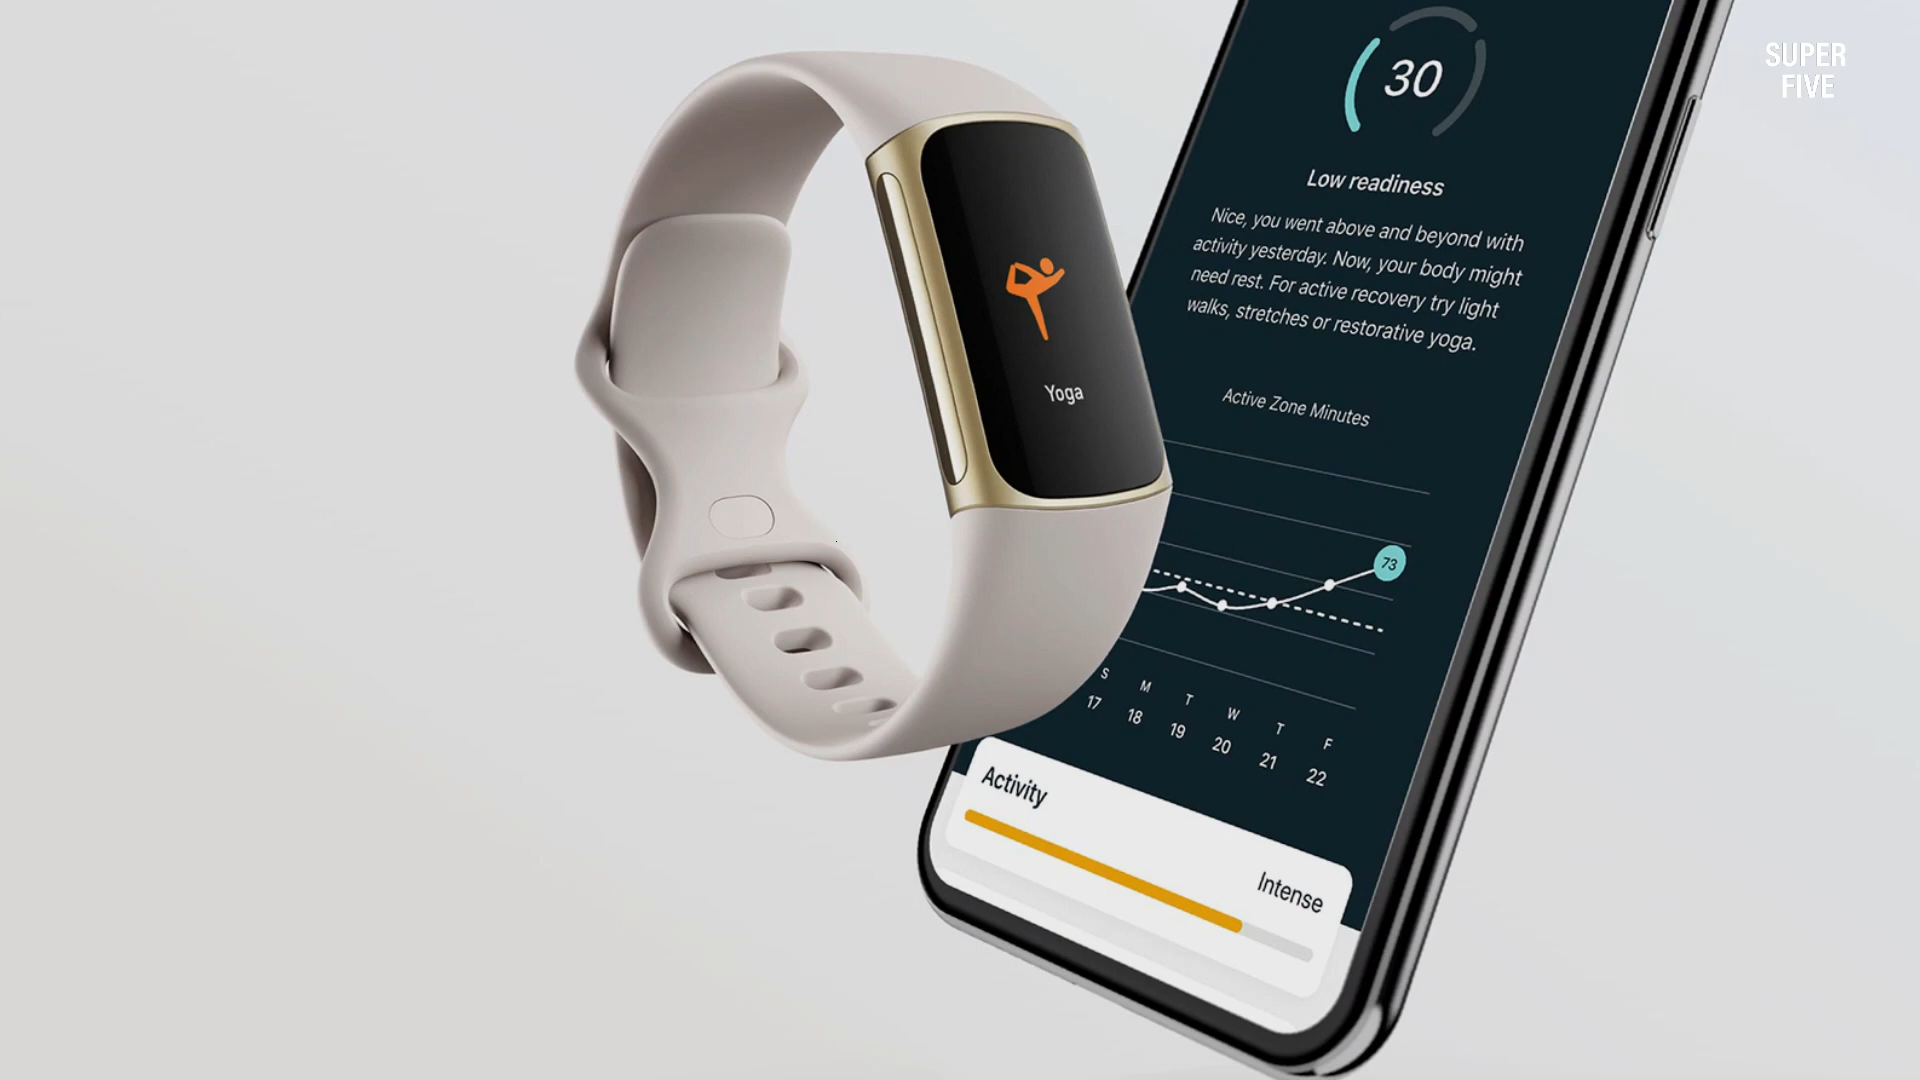 SUPER
FIVE
30
Low readiness
Nice, you went above and beyond with
activity yesterday. Now, your body might
need rest. For active recovery try light
walks, stretches or restorative yoga.
Yoga
Active Zone Minutes
73
S M T W T F
17 18 19 20 21 22
Activity
Intense